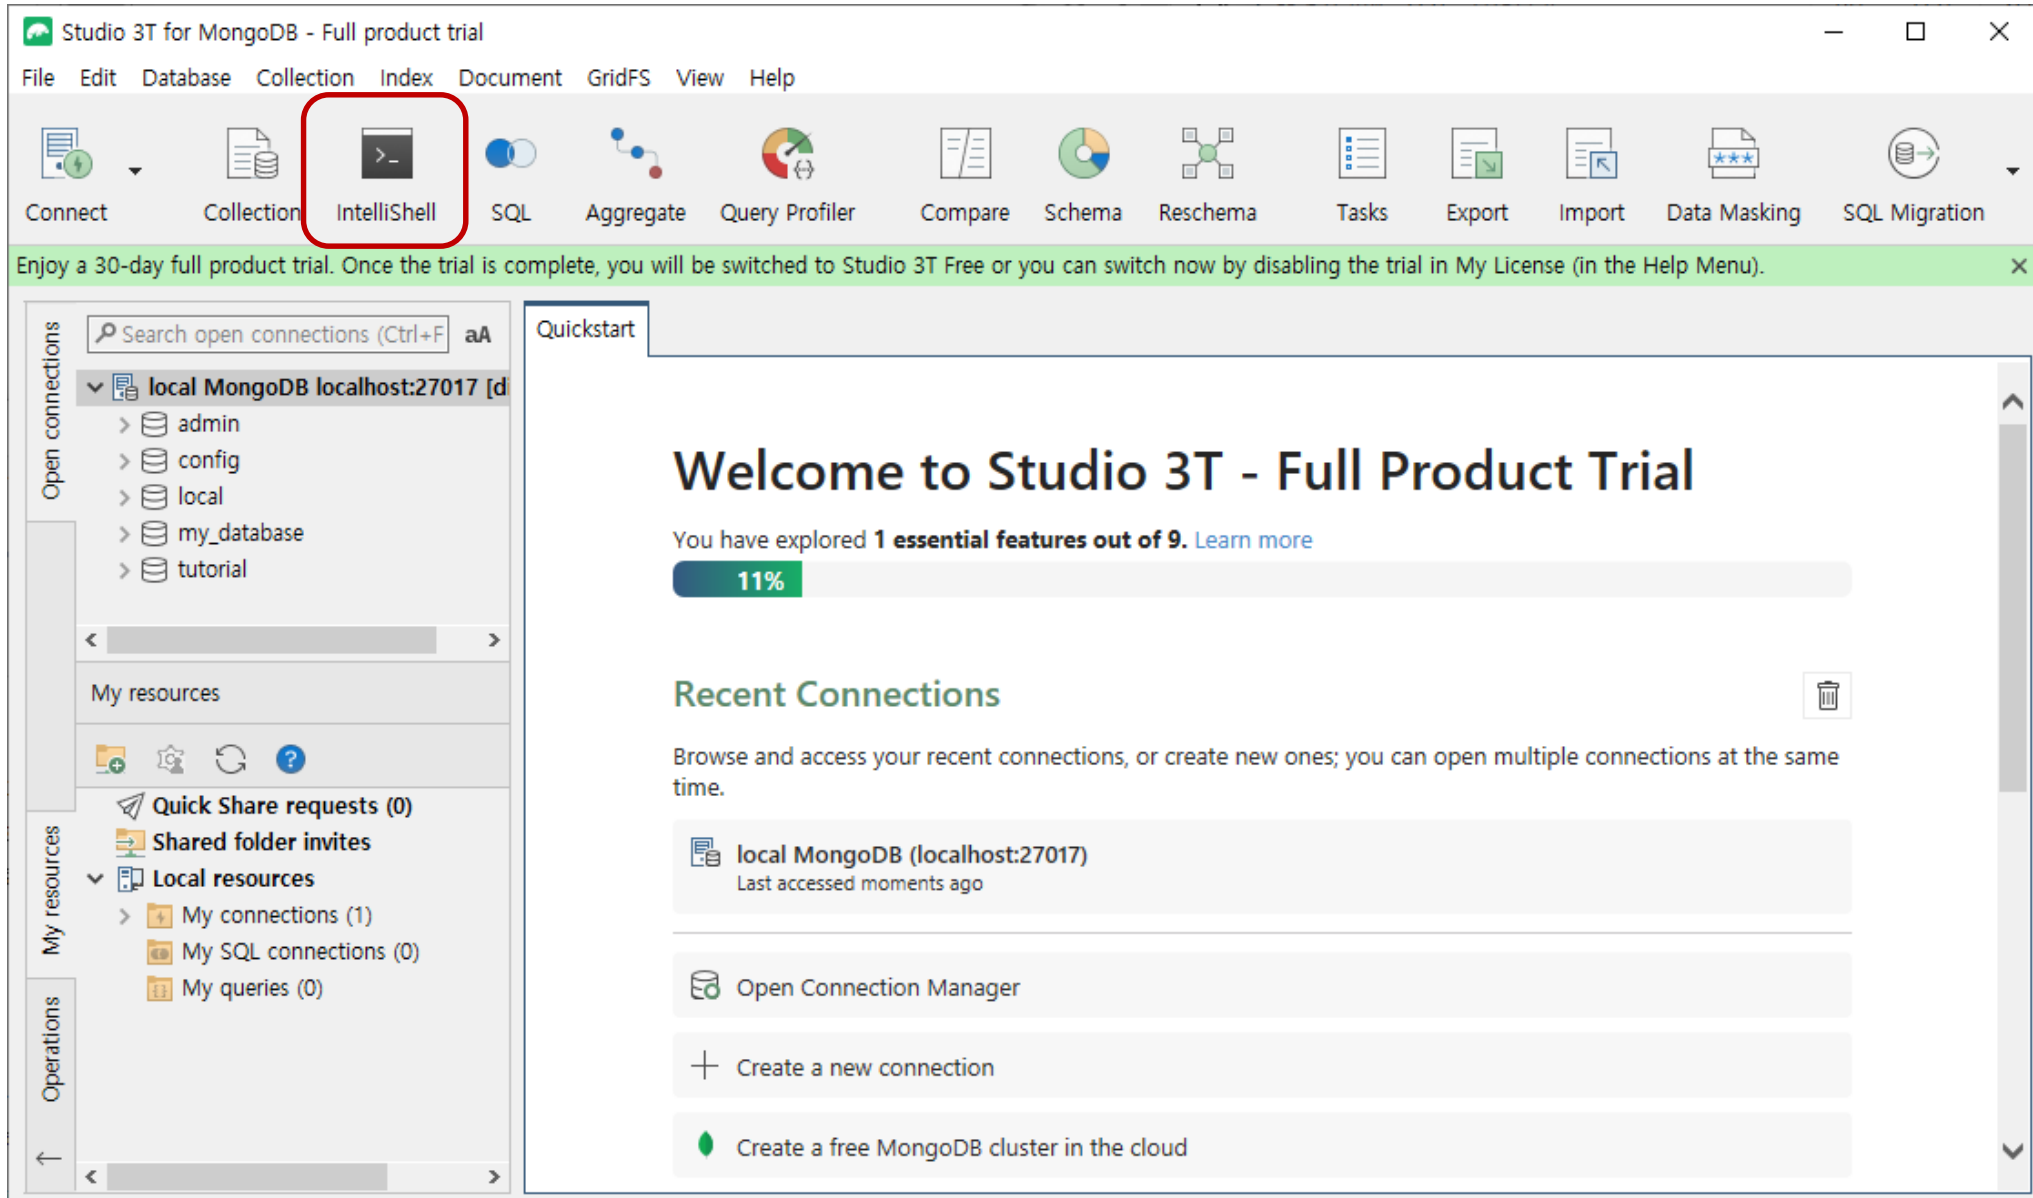 Studio 3T for MongoDB - Full product trial
File Edit Database Collection Index Document GridFS View Help
Connect Collection IntelliShell SQL Aggregate Query Profiler Compare Schema Reschema Tasks Export Import Data Masking SQL Migration
Enjoy a 30-day full product trial. Once the trial is complete, you will be switched to Studio 3T Free or you can switch now by disabling the trial in My License (in the Help Menu).
Open connections
Search open connections (Ctrl+F
aA
local MongoDB localhost:27017 [di
admin
config
local
my_database
tutorial
My resources
My resources
Quick Share requests (0)
Shared folder invites
Local resources
My connections (1)
My SQL connections (0)
My queries (0)
Operations
Quickstart
Welcome to Studio 3T - Full Product Trial
You have explored 1 essential features out of 9. Learn more
11%
Recent Connections
Browse and access your recent connections, or create new ones; you can open multiple connections at the same
time.
local MongoDB (localhost:27017)
Last accessed moments ago
Open Connection Manager
Create a new connection
Create a free MongoDB cluster in the cloud